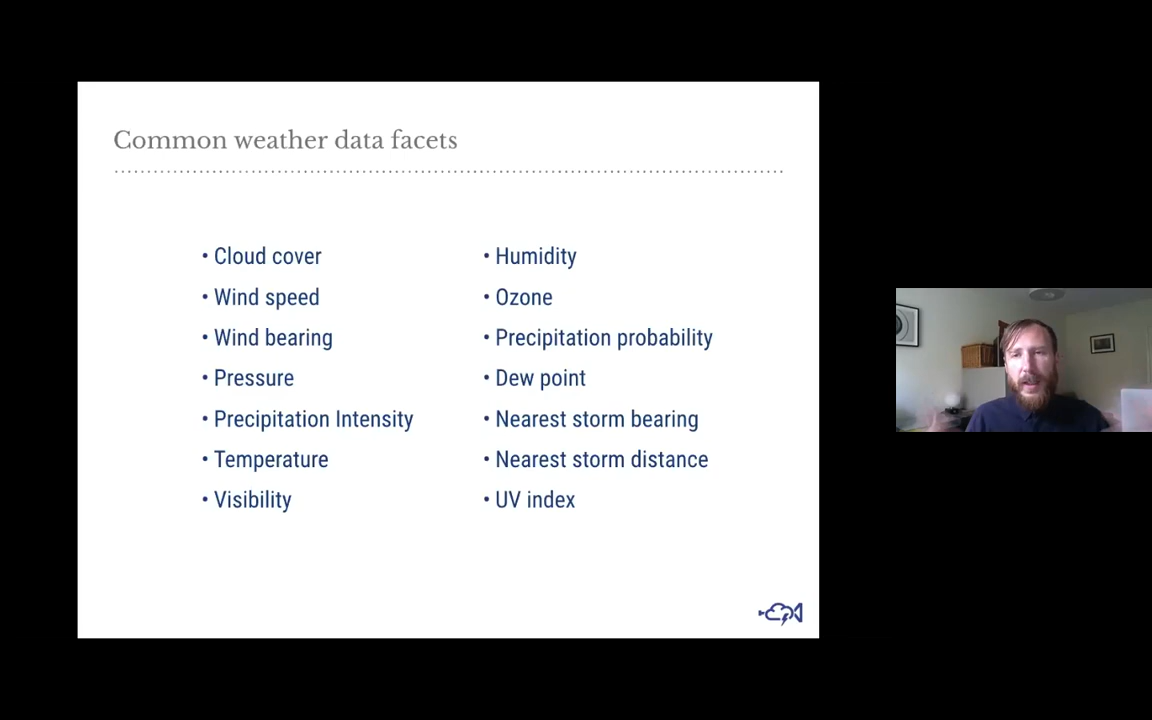 Common weather data facets
• Cloud cover
• Wind speed
• Wind bearing
• Pressure
• Precipitation Intensity
• Temperature
• Visibility
• Humidity
• Ozone
• Precipitation probability
• Dew point
• Nearest storm bearing
• Nearest storm distance
• UV index